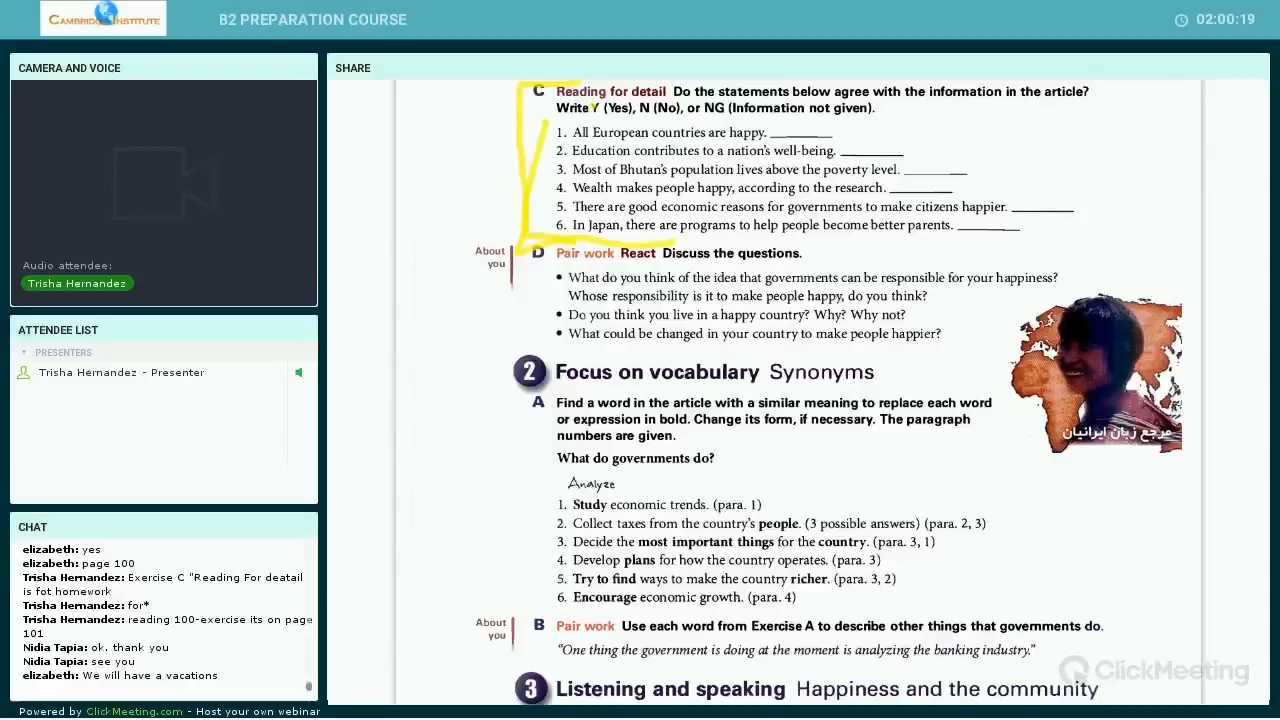 CAMBRIDGE INSTITUTE
B2 PREPARATION COURSE
02:00:19
CAMERA AND VOICE
Audio attendee:
Trisha Hernandez
ATTENDEE LIST
PRESENTERS
Trisha Hernandez - Presenter
CHAT
elizabeth: yes
elizabeth: page 100
Trisha Hernandez: Exercise C "Reading For deatail
is fot homework
Trisha Hernandez: for*
Trisha Hernandez: reading 100-exercise its on page
101
Nidia Tapia: ok. thank you
Nidia Tapia: see you
elizabeth: We will have a vacations
Powered by ClickMeeting.com - Host your own webinar
SHARE
C Reading for detail Do the statements below agree with the information in the article?
Write Y (Yes), N (No), or NG (Information not given).
1. All European countries are happy.
2. Education contributes to a nation's well-being.
3. Most of Bhutan's population lives above the poverty level.
4. Wealth makes people happy, according to the research.
5. There are good economic reasons for governments to make citizens happier.
6. In Japan, there are programs to help people become better parents.
About
you
D Pair work React Discuss the questions.
• What do you think of the idea that governments can be responsible for your happiness?
Whose responsibility is it to make people happy, do you think?
• Do you think you live in a happy country? Why? Why not?
• What could be changed in your country to make people happier?
مرجع زبان ایرانیان
2 Focus on vocabulary Synonyms
A Find a word in the article with a similar meaning to replace each word
or expression in bold. Change its form, if necessary. The paragraph
numbers are given.
What do governments do?
Analyze
1. Study economic trends. (para. 1)
2. Collect taxes from the country's people. (3 possible answers) (para. 2, 3)
3. Decide the most important things for the country. (para. 3, 1)
4. Develop plans for how the country operates. (para. 3)
5. Try to find ways to make the country richer. (para. 3, 2)
6. Encourage economic growth. (para. 4)
About
you
B Pair work Use each word from Exercise A to describe other things that governments do.
"One thing the government is doing at the moment is analyzing the banking industry."
ClickMeeting
3 Listening and speaking Happiness and the community